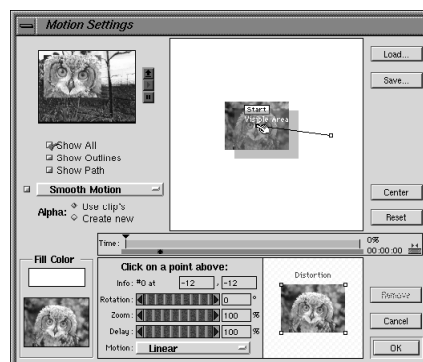 Motion Settings
Load...
Save...
Start
Visible Area
Show All
Show Outlines
Show Path
Smooth Motion
Alpha: Use clip's
Create new
Center
Reset
Time: 0%
00:00:00
Fill Color
Click on a point above:
Info: #0 at -12 , -12
Rotation: 0 °
Zoom: 100 %
Delay: 100 %
Motion: Linear
Distortion
Remove
Cancel
OK